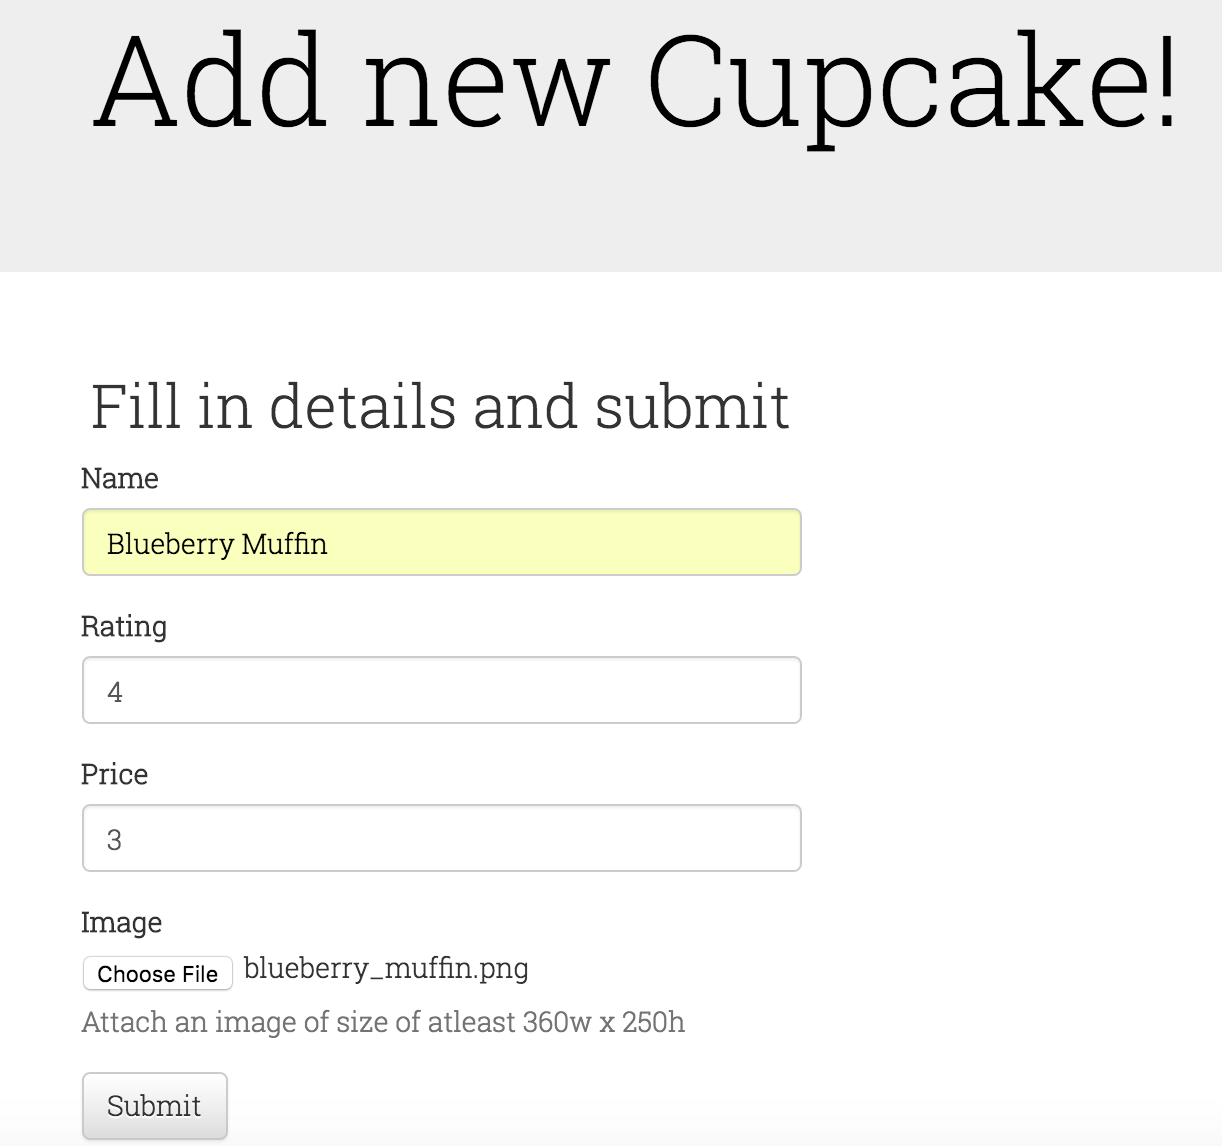 Add new Cupcake!
Fill in details and submit
Name
Blueberry Muffin
Rating
4
Price
3
Image
Choose File blueberry_muffin.png
Attach an image of size of atleast 360w x 250h
Submit